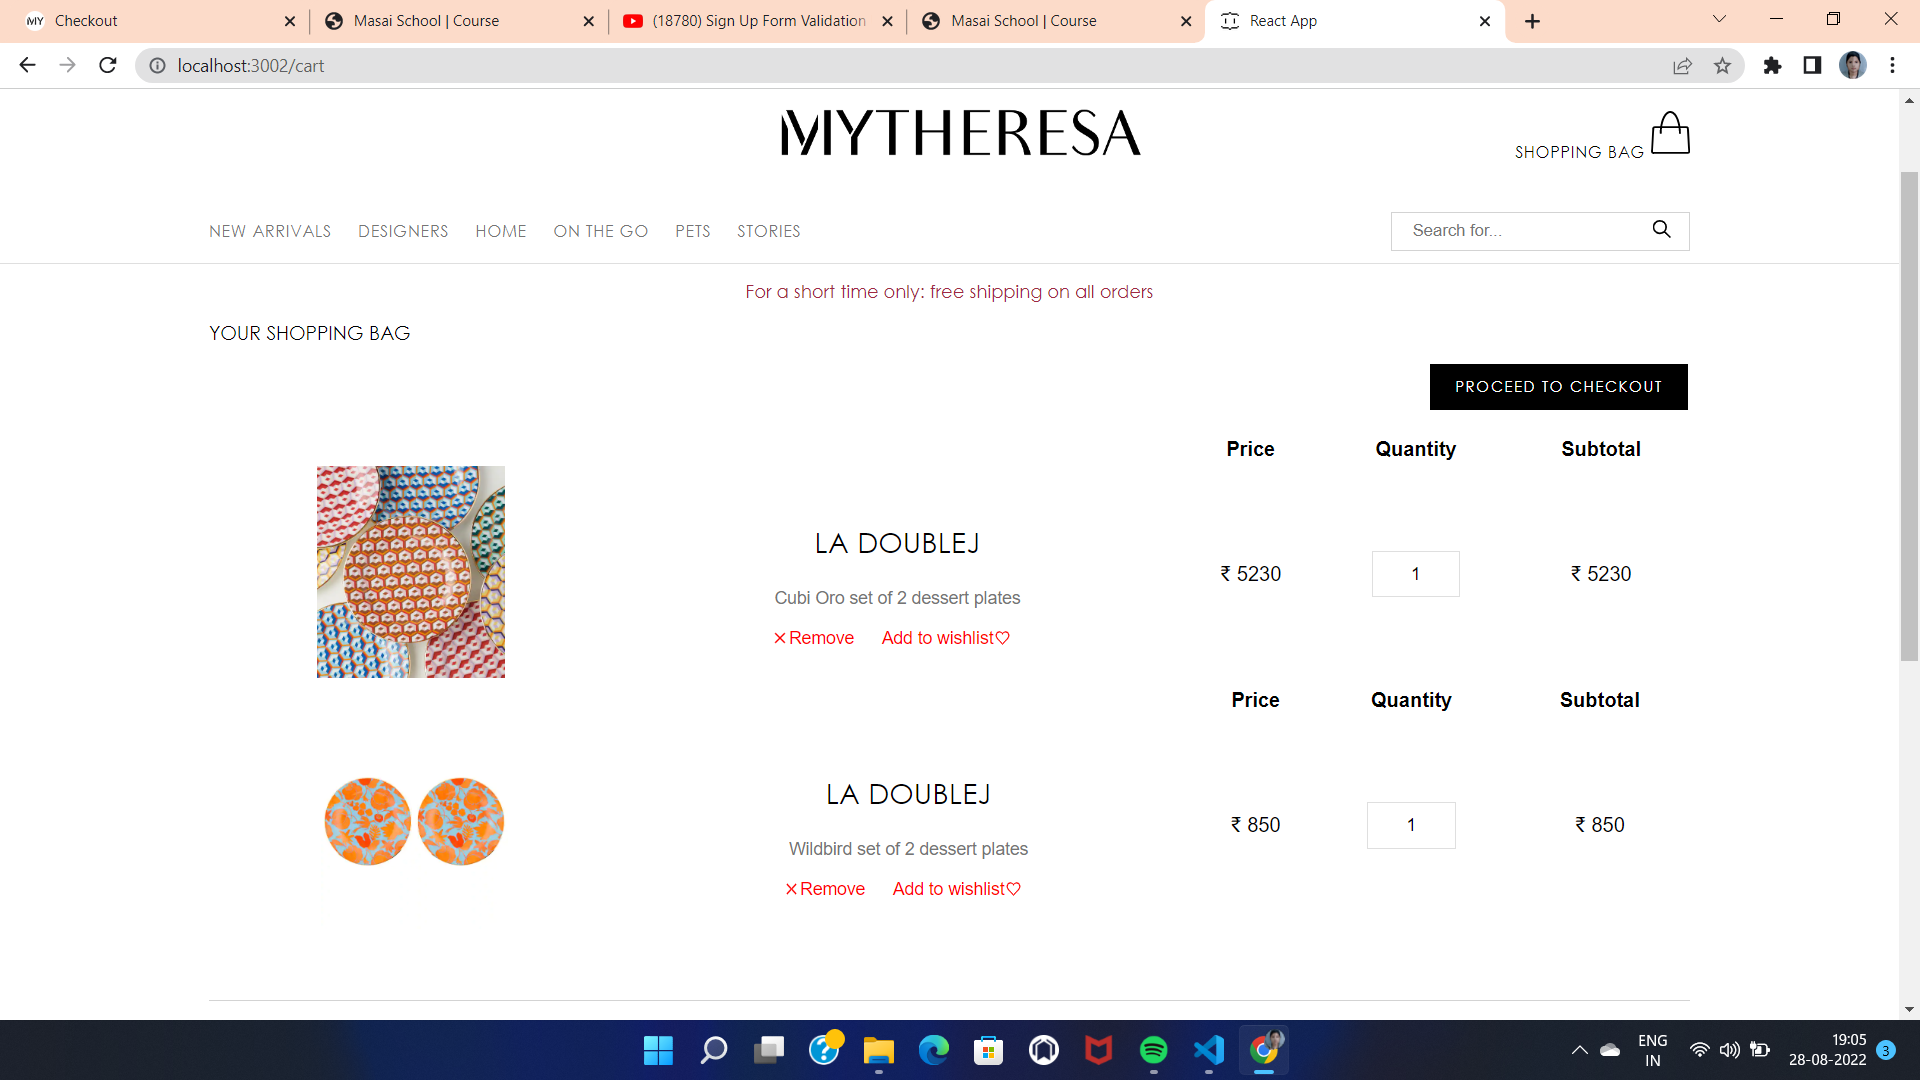 MY Checkout
Masai School | Course
(18780) Sign Up Form Validation
Masai School | Course
React App
localhost:3002/cart
MYTHERESA
SHOPPING BAG
NEW ARRIVALS DESIGNERS HOME ON THE GO PETS STORIES
Search for...
For a short time only: free shipping on all orders
YOUR SHOPPING BAG
PROCEED TO CHECKOUT
Price Quantity Subtotal
LA DOUBLEJ
₹ 5230 1 ₹ 5230
Cubi Oro set of 2 dessert plates
Remove Add to wishlist
Price Quantity Subtotal
LA DOUBLEJ
₹ 850 1 ₹ 850
Wildbird set of 2 dessert plates
Remove Add to wishlist
ENG
IN
19:05
28-08-2022
3